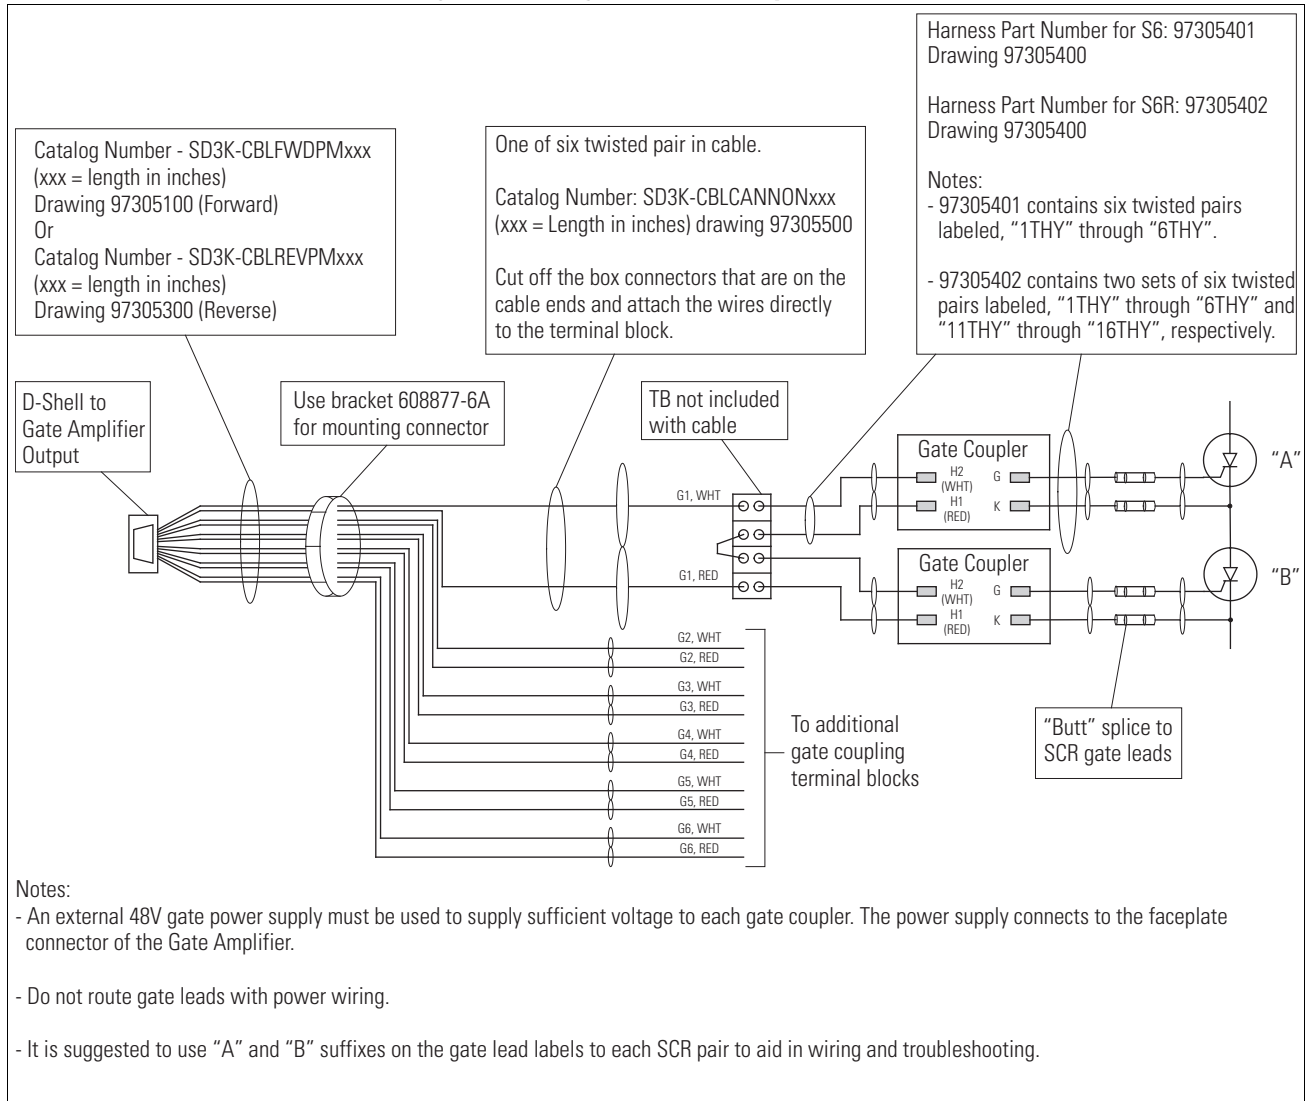 Harness Part Number for S6: 97305401
Drawing 97305400
Harness Part Number for S6R: 97305402
Drawing 97305400
Notes:
- 97305401 contains six twisted pairs
labeled, “1THY” through “6THY”.
- 97305402 contains two sets of six twisted
pairs labeled, “1THY” through “6THY” and
“11THY” through “16THY”, respectively.
Catalog Number - SD3K-CBLFWDPMxxx
(xxx = length in inches)
Drawing 97305100 (Forward)
Or
Catalog Number - SD3K-CBLREVPMxxx
(xxx = length in inches)
Drawing 97305300 (Reverse)
One of six twisted pair in cable.
Catalog Number: SD3K-CBLCANNONxxx
(xxx = Length in inches) drawing 97305500
Cut off the box connectors that are on the
cable ends and attach the wires directly
to the terminal block.
D-Shell to
Gate Amplifier
Output
Use bracket 608877-6A
for mounting connector
TB not included
with cable
Gate Coupler
H2
(WHT)
G
H1
(RED)
K
“A”
G1, WHT
G1, RED
Gate Coupler
H2
(WHT)
G
H1
(RED)
K
“B”
G2, WHT
G2, RED
G3, WHT
G3, RED
G4, WHT
G4, RED
G5, WHT
G5, RED
G6, WHT
G6, RED
To additional
gate coupling
terminal blocks
“Butt” splice to
SCR gate leads
Notes:
- An external 48V gate power supply must be used to supply sufficient voltage to each gate coupler. The power supply connects to the faceplate
connector of the Gate Amplifier.
- Do not route gate leads with power wiring.
- It is suggested to use “A” and “B” suffixes on the gate lead labels to each SCR pair to aid in wiring and troubleshooting.